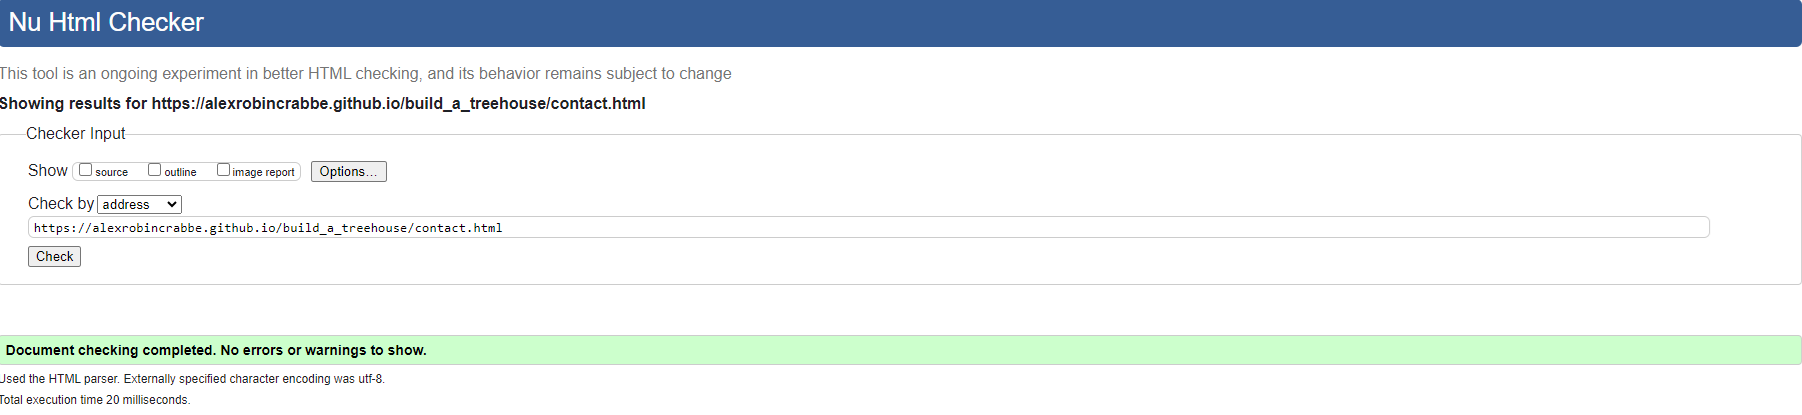 Nu Html Checker
This tool is an ongoing experiment in better HTML checking, and its behavior remains subject to change
Showing results for https://alexrobincrabbe.github.io/build_a_treehouse/contact.html
Checker Input
Show source outline image report Options...
Check by address
https://alexrobincrabbe.github.io/build_a_treehouse/contact.html
Check
Document checking completed. No errors or warnings to show.
Used the HTML parser. Externally specified character encoding was utf-8.
Total execution time 20 milliseconds.